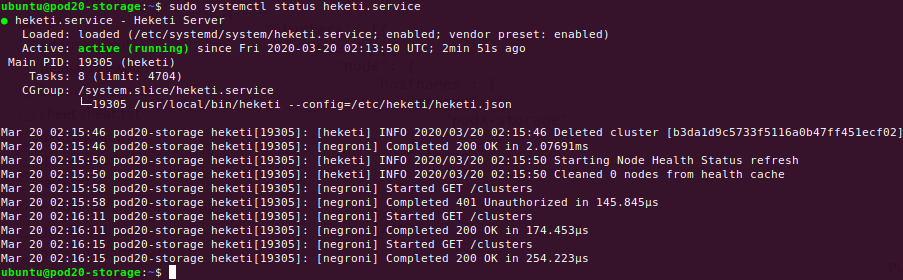 ubuntu@pod20-storage:~$ sudo systemctl status heketi.service
● heketi.service - Heketi Server
Loaded: loaded (/etc/systemd/system/heketi.service; enabled; vendor preset: enabled)
Active: active (running) since Fri 2020-03-20 02:13:50 UTC; 2min 51s ago
Main PID: 19305 (heketi)
Tasks: 8 (limit: 4704)
CGroup: /system.slice/heketi.service
└─19305 /usr/local/bin/heketi --config=/etc/heketi/heketi.json
Mar 20 02:15:46 pod20-storage heketi[19305]: [heketi] INFO 2020/03/20 02:15:46 Deleted cluster [b3da1d9c5733f5116a0b47ff451ecf02]
Mar 20 02:15:46 pod20-storage heketi[19305]: [negroni] Completed 200 OK in 2.07691ms
Mar 20 02:15:50 pod20-storage heketi[19305]: [heketi] INFO 2020/03/20 02:15:50 Starting Node Health Status refresh
Mar 20 02:15:50 pod20-storage heketi[19305]: [heketi] INFO 2020/03/20 02:15:50 Cleaned 0 nodes from health cache
Mar 20 02:15:58 pod20-storage heketi[19305]: [negroni] Started GET /clusters
Mar 20 02:15:58 pod20-storage heketi[19305]: [negroni] Completed 401 Unauthorized in 145.845µs
Mar 20 02:16:11 pod20-storage heketi[19305]: [negroni] Started GET /clusters
Mar 20 02:16:11 pod20-storage heketi[19305]: [negroni] Completed 200 OK in 174.453µs
Mar 20 02:16:15 pod20-storage heketi[19305]: [negroni] Started GET /clusters
Mar 20 02:16:15 pod20-storage heketi[19305]: [negroni] Completed 200 OK in 254.223µs
ubuntu@pod20-storage:~$